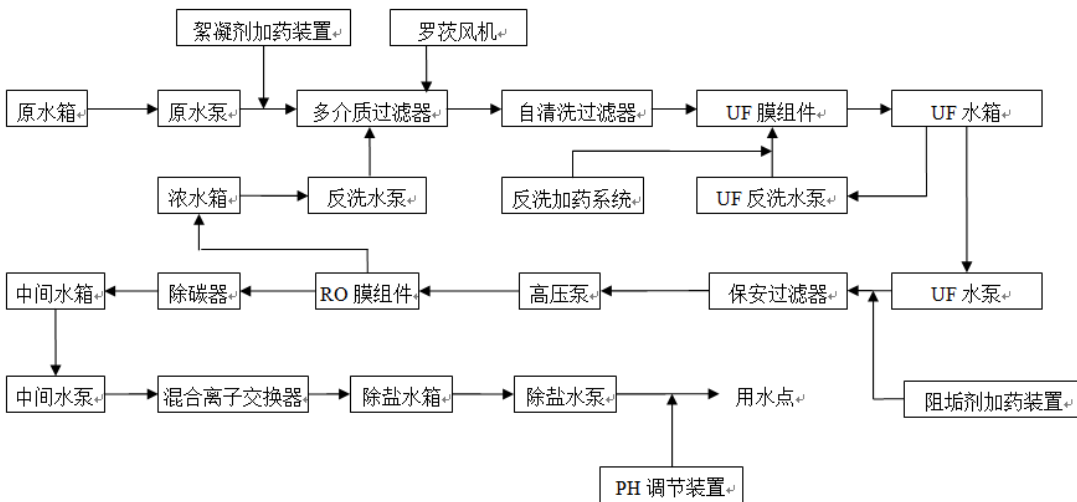 絮凝剂加药装置
罗茨风机
原水箱
原水泵
多介质过滤器
自清洗过滤器
UF 膜组件
UF 水箱
浓水箱
反洗水泵
反洗加药系统
UF 反洗水泵
中间水箱
除碳器
RO 膜组件
高压泵
保安过滤器
UF 水泵
中间水泵
混合离子交换器
除盐水箱
除盐水泵
用水点
阻垢剂加药装置
PH 调节装置